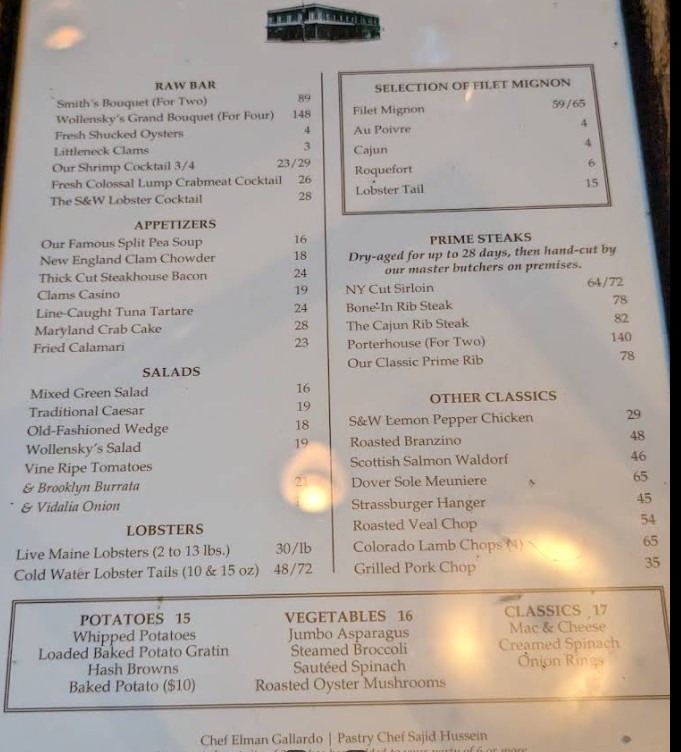 RAW BAR
Smith's Bouquet (For Two) 89
Wollensky's Grand Bouquet (For Four) 148
Fresh Shucked Oysters 4
Littleneck Clams 3
Our Shrimp Cocktail 3/4 23/29
Fresh Colossal Lump Crabmeat Cocktail 26
The S&W Lobster Cocktail 28
APPETIZERS
Our Famous Split Pea Soup 16
New England Clam Chowder 18
Thick Cut Steakhouse Bacon 24
Clams Casino 19
Line-Caught Tuna Tartare 24
Maryland Crab Cake 28
Fried Calamari 23
SALADS
Mixed Green Salad 16
Traditional Caesar 19
Old-Fashioned Wedge 18
Wollensky's Salad 19
Vine Ripe Tomatoes
& Brooklyn Burrata
& Vidalia Onion
LOBSTERS
Live Maine Lobsters (2 to 13 lbs.) 30/lb
Cold Water Lobster Tails (10 & 15 oz) 48/72
SELECTION OF FILET MIGNON
Filet Mignon 59/65
Au Poivre 4
Cajun 4
Roquefort 6
Lobster Tail 15
PRIME STEAKS
Dry-aged for up to 28 days, then hand-cut by
our master butchers on premises.
NY Cut Sirloin 64/72
Bone-In Rib Steak 78
The Cajun Rib Steak 82
Porterhouse (For Two) 140
Our Classic Prime Rib 78
OTHER CLASSICS
S&W Lemon Pepper Chicken 29
Roasted Branzino 48
Scottish Salmon Waldorf 46
Dover Sole Meuniere 65
Strassburger Hanger 45
Roasted Veal Chop 54
Colorado Lamb Chops (4) 65
Grilled Pork Chop 35
POTATOES 15
Whipped Potatoes
Loaded Baked Potato Gratin
Hash Browns
Baked Potato ($10)
VEGETABLES 16
Jumbo Asparagus
Steamed Broccoli
Sautéed Spinach
Roasted Oyster Mushrooms
CLASSICS 17
Mac & Cheese
Creamed Spinach
Onion Rings
Chef Elman Gallardo | Pastry Chef Sajid Hussein
to your party of 6 or more